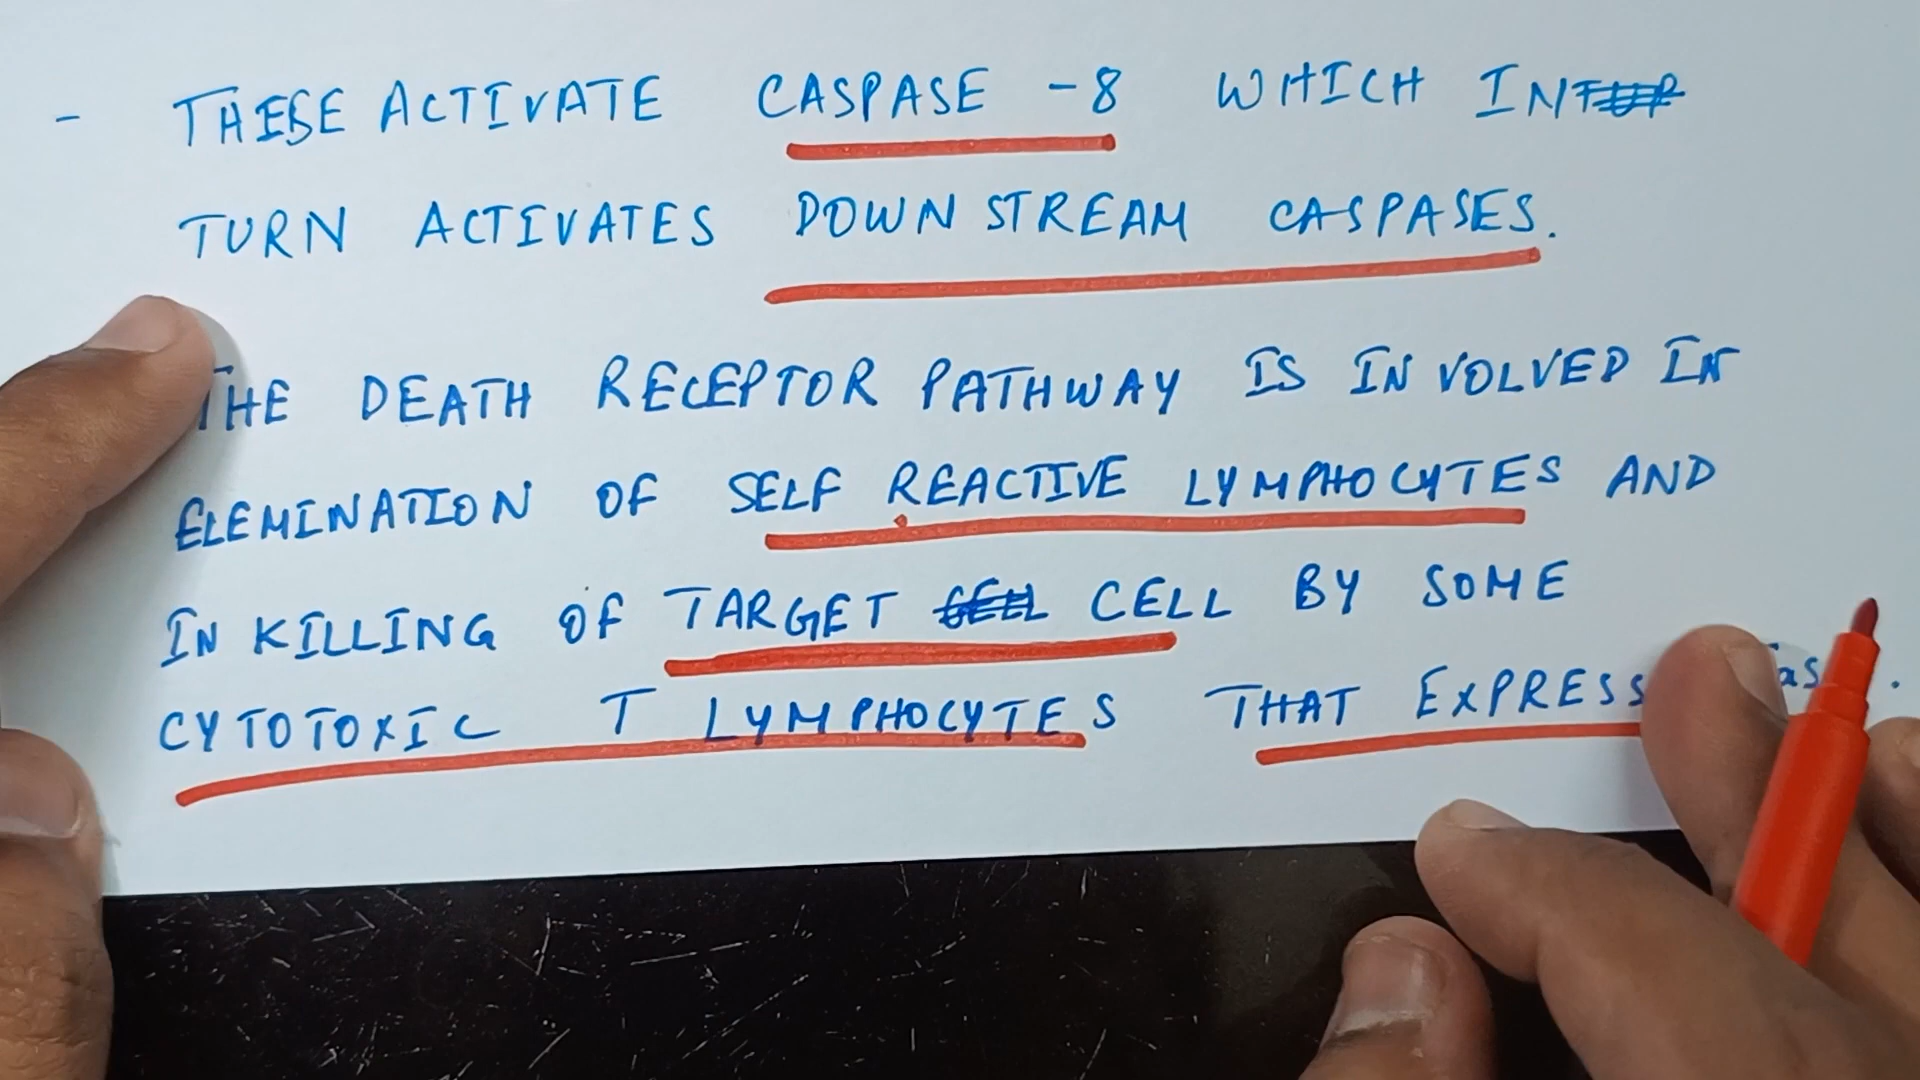 - THESE ACTIVATE CASPASE -8 WHICH IN
TURN ACTIVATES DOWN STREAM CASPASES.
THE DEATH RECEPTOR PATHWAY IS INVOLVED IN
ELEMINATION OF SELF REACTIVE LYMPHOCYTES AND
IN KILLING OF TARGET CELL BY SOME
CYTOTOXIC T LYMPHOCYTES THAT EXPRESS